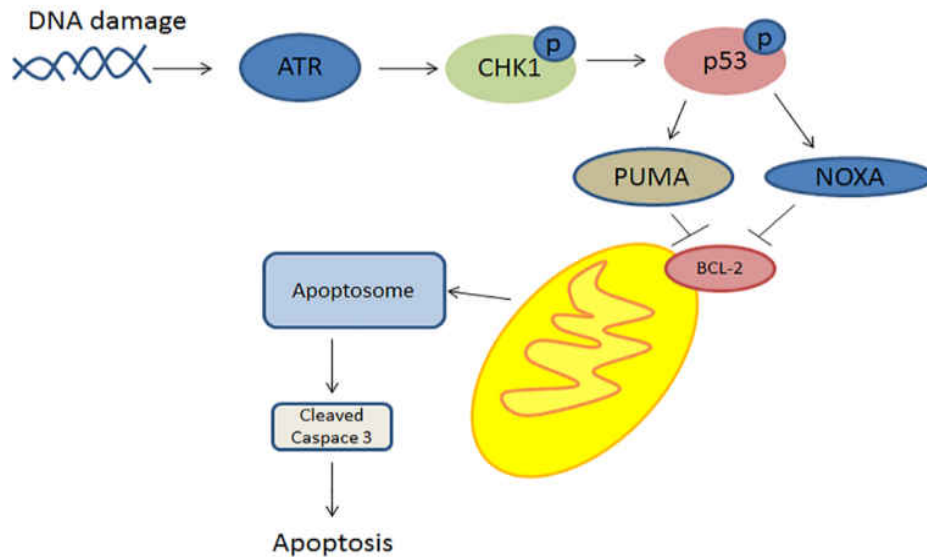 DNA damage
ATR
CHK1
p
p53
p
PUMA
NOXA
BCL-2
Apoptosome
Cleaved
Caspace 3
Apoptosis